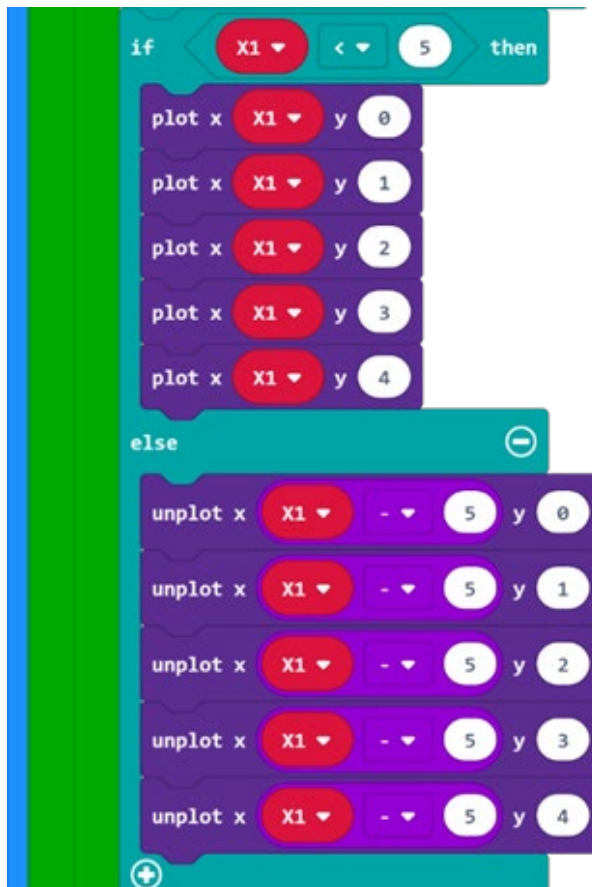 if X1 < 5 then
plot x X1 y 0
plot x X1 y 1
plot x X1 y 2
plot x X1 y 3
plot x X1 y 4
else
unplot x X1 - 5 y 0
unplot x X1 - 5 y 1
unplot x X1 - 5 y 2
unplot x X1 - 5 y 3
unplot x X1 - 5 y 4